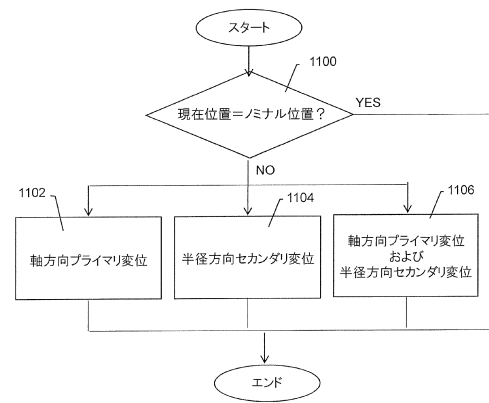 スタート
1100
現在位置＝ノミナル位置？
YES
NO
1102
1104
1106
軸方向プライマリ変位
半径方向セカンダリ変位
軸方向プライマリ変位
および
半径方向セカンダリ変位
エンド